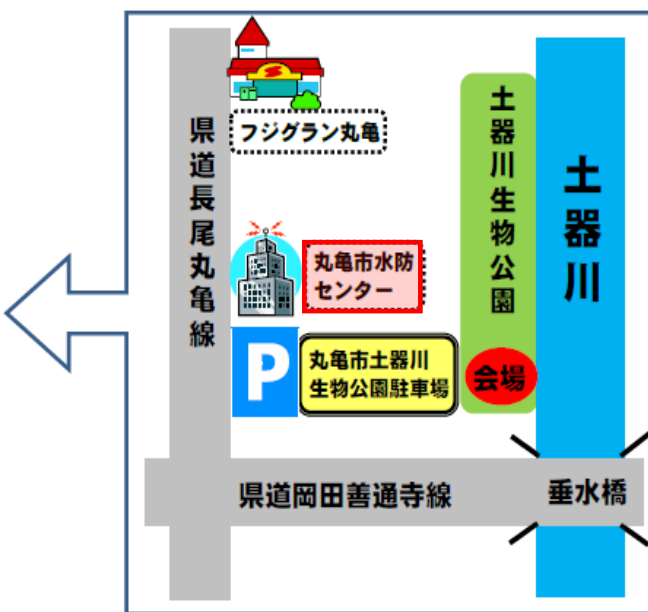 フジグラン丸亀
県道長尾丸亀線
土器川生物公園
土器川
丸亀市水防
センター
P
丸亀市土器川
生物公園駐車場
会場
県道岡田善通寺線
垂水橋